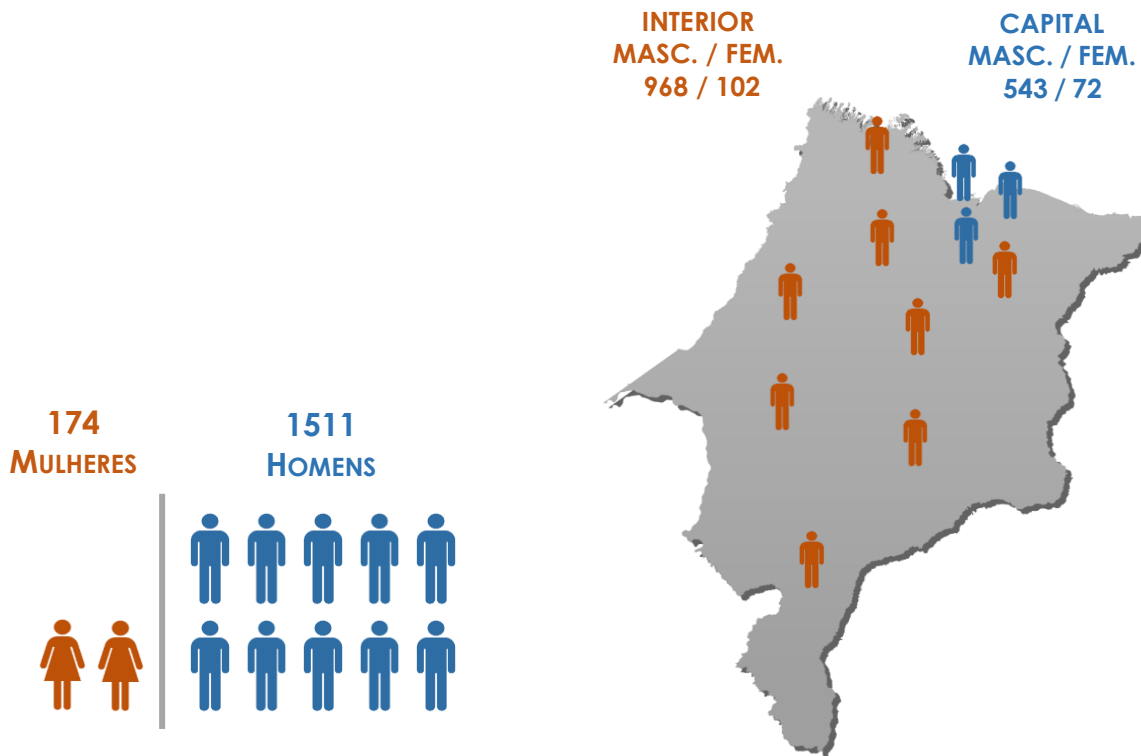 INTERIOR
MASC. / FEM.
968 / 102
CAPITAL
MASC. / FEM.
543 / 72
174
MULHERES
1511
HOMENS